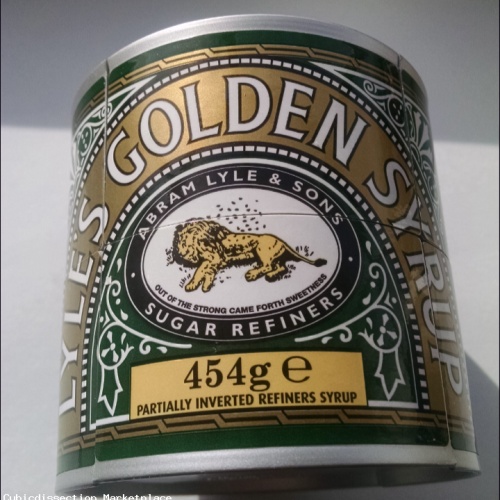 LYLE'S GOLDEN SYRUP
ABRAM LYLE & SONS
OUT OF THE STRONG CAME FORTH SWEETNESS
SUGAR REFINERS
454g ℮
PARTIALLY INVERTED REFINERS SYRUP
Cubicdissection Marketplace